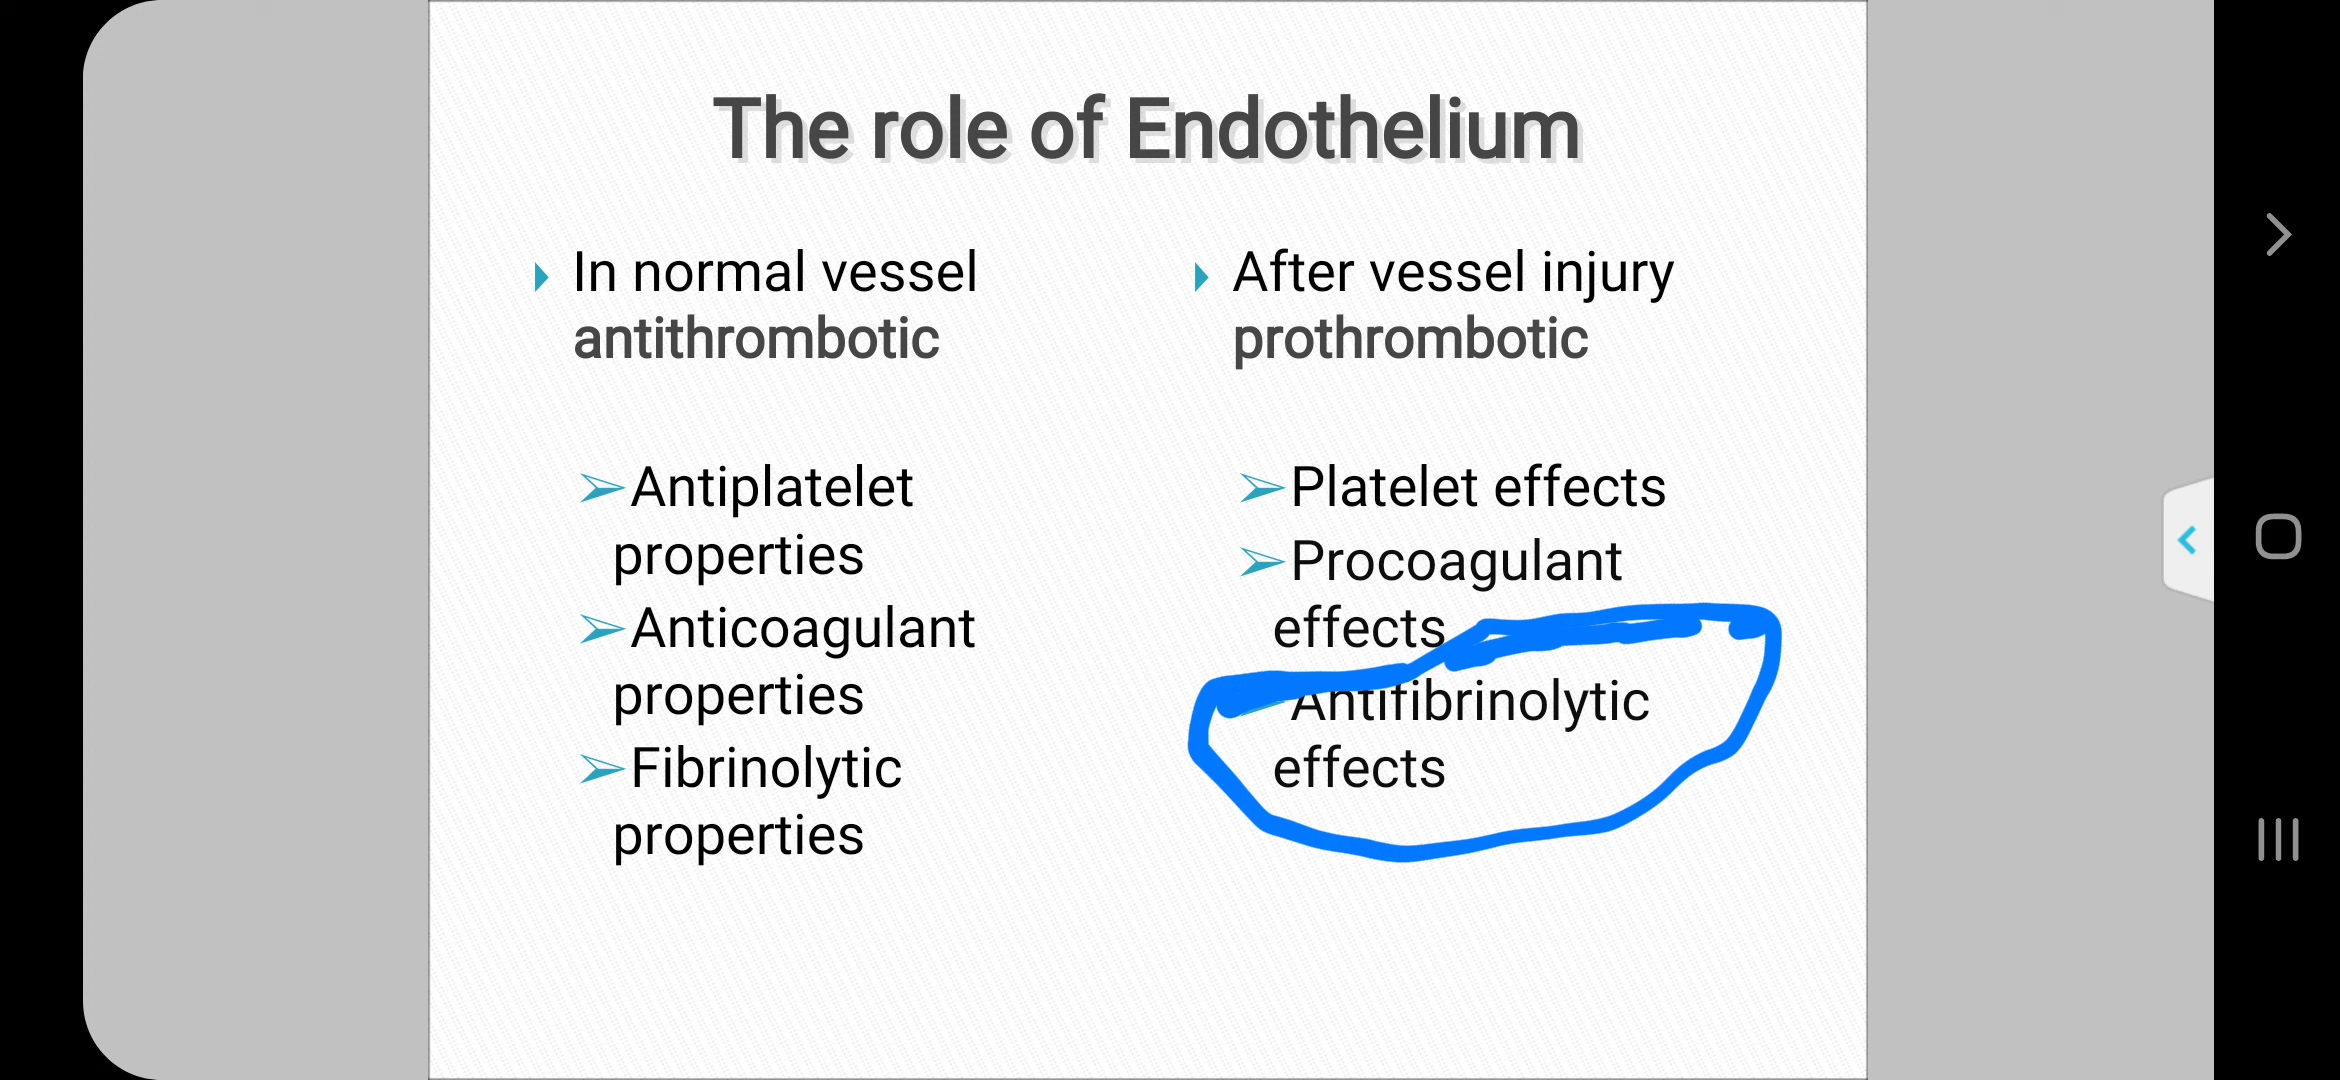 The role of Endothelium
In normal vessel
antithrombotic
➢Antiplatelet
properties
➢Anticoagulant
properties
➢Fibrinolytic
properties
After vessel injury
prothrombotic
➢Platelet effects
➢Procoagulant
effects
Antifibrinolytic
effects